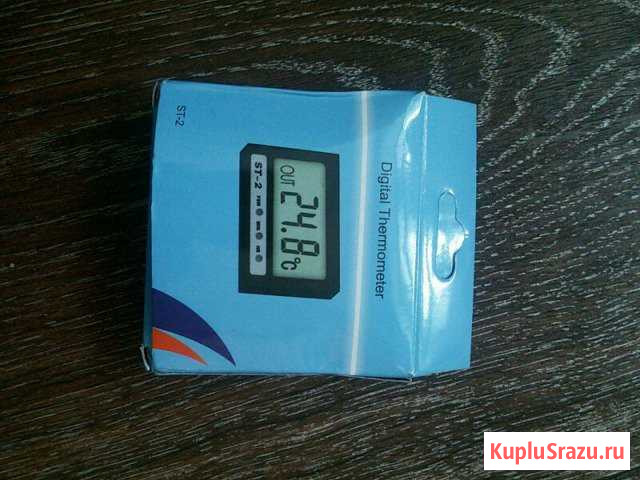 Digital Thermometer
OUT
24.8°C
ST-2
ST-2
KupluSrazu.ru